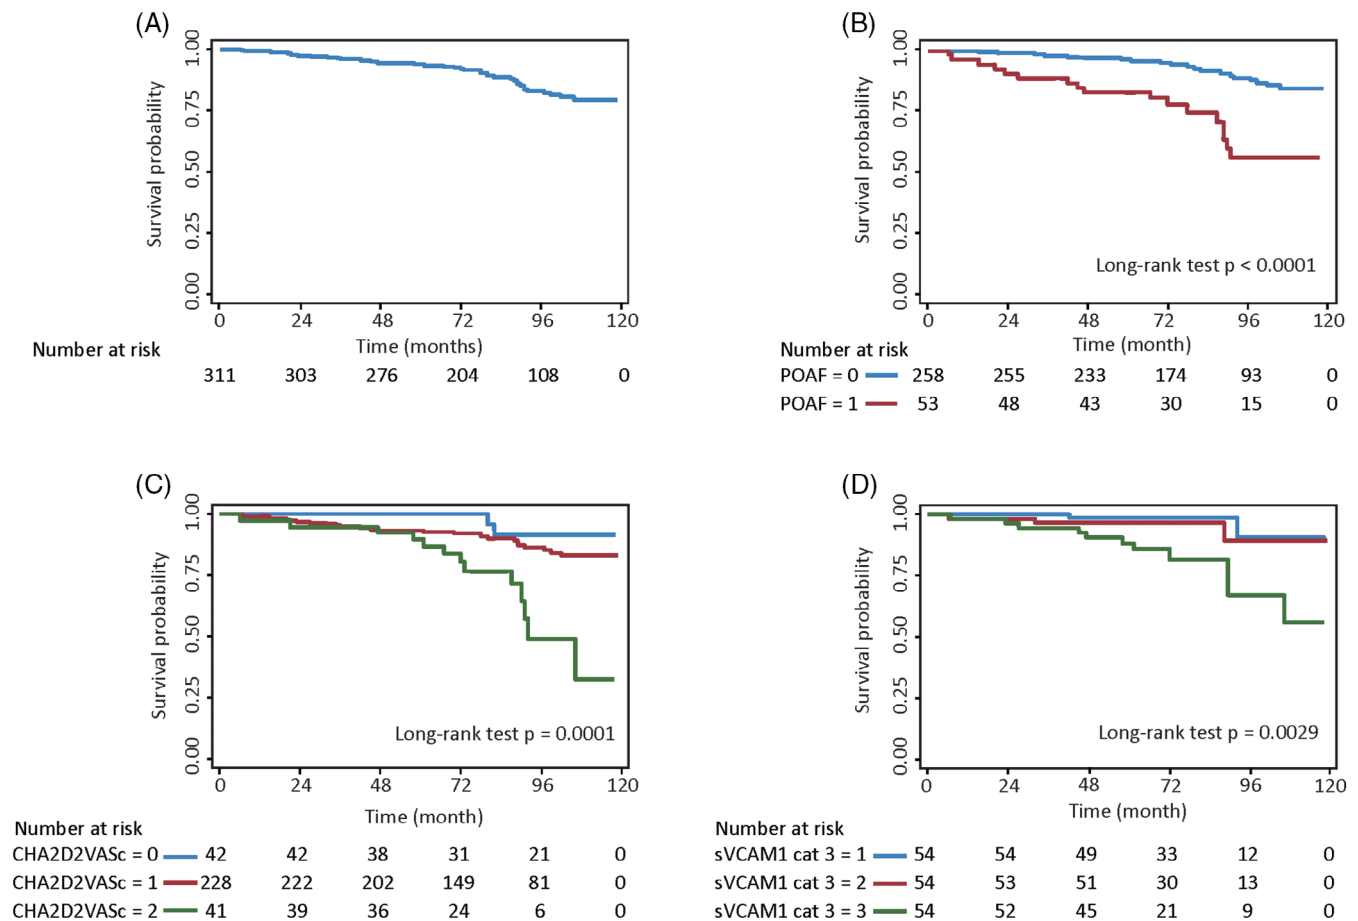 (A)
1.00
0.75
0.50
0.25
0.00
Survival probability
0 24 48 72 96 120
Time (months)
Number at risk
311 303 276 204 108 0
(B)
1.00
0.75
0.50
0.25
0.00
Survival probability
Long-rank test p < 0.0001
0 24 48 72 96 120
Time (month)
Number at risk
POAF = 0 258 255 233 174 93 0
POAF = 1 53 48 43 30 15 0
(C)
1.00
0.75
0.50
0.25
0.00
Survival probability
Long-rank test p = 0.0001
0 24 48 72 96 120
Time (month)
Number at risk
CHA2D2VASc = 0 42 42 38 31 21 0
CHA2D2VASc = 1 228 222 202 149 81 0
CHA2D2VASc = 2 41 39 36 24 6 0
(D)
1.00
0.75
0.50
0.25
0.00
Survival probability
Long-rank test p = 0.0029
0 24 48 72 96 120
Time (month)
Number at risk
sVCAM1 cat 3 = 1 54 54 49 33 12 0
sVCAM1 cat 3 = 2 54 53 51 30 13 0
sVCAM1 cat 3 = 3 54 52 45 21 9 0